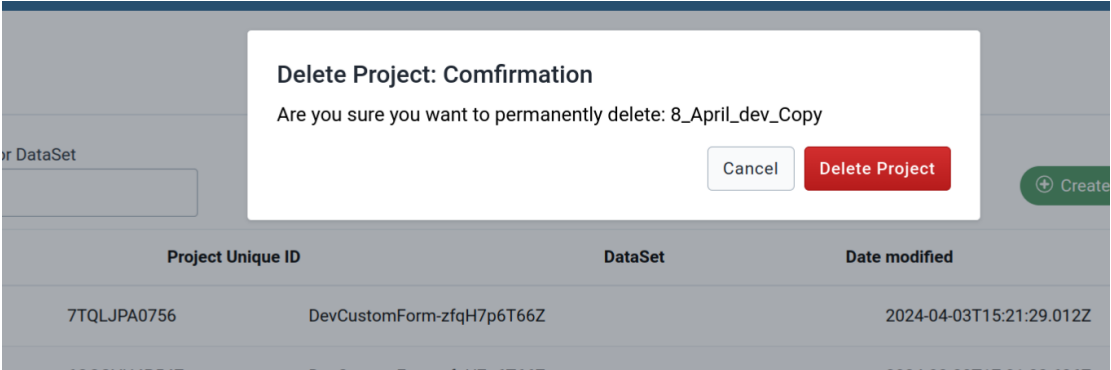 Delete Project: Comfirmation
Are you sure you want to permanently delete: 8_April_dev_Copy
Cancel
Delete Project
or DataSet
Create
Project Unique ID
DataSet
Date modified
7TQLJPA0756
DevCustomForm-zfqH7p6T66Z
2024-04-03T15:21:29.012Z